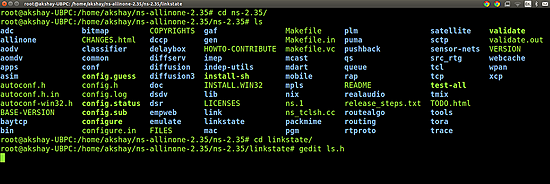 root@akshay-UBPC:/home/akshay/ns-allinone-2.35/ns-2.35/linkstate
root@akshay-UBPC:/home/akshay/ns-allinone-2.35# cd ns-2.35/
root@akshay-UBPC:/home/akshay/ns-allinone-2.35/ns-2.35# ls
adc bitmap COPYRIGHTS gaf Makefile plm satellite validate
allinone CHANGES.html dccp gen Makefile.in puma sctp validate.out
aodv classifier delaybox HOWTO-CONTRIBUTE makefile.vc pushback sensor-nets VERSION
aomdv common diffserv imep mcast qs src_rtg webcache
apps conf diffusion indep-utils mdart queue tcl wpan
asim config.guess diffusion3 install-sh mobile rap tcp xcp
autoconf.h config.h doc INSTALL.WIN32 mpls README test-all
autoconf.h.in config.log dsdv lib nix realaudio tmix
autoconf-win32.h config.status dsr LICENSES ns.1 release_steps.txt TODO.html
BASE-VERSION config.sub empweb link ns_tclsh.cc routealgo tools
baytcp configure emulate linkstate packmime routing tora
bin configure.in FILES mac pgm rtproto trace
root@akshay-UBPC:/home/akshay/ns-allinone-2.35/ns-2.35# cd linkstate/
root@akshay-UBPC:/home/akshay/ns-allinone-2.35/ns-2.35/linkstate# gedit ls.h